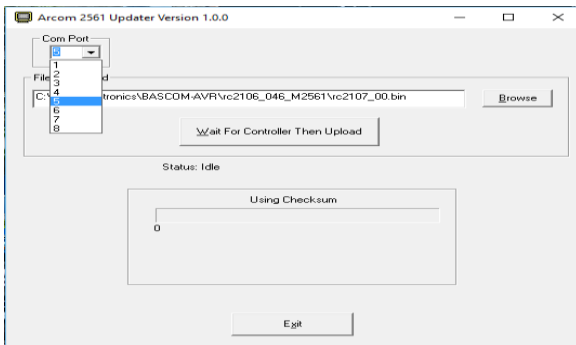 Arcom 2561 Updater Version 1.0.0
Com Port
5
1
2
3
4
5
6
7
8
C:\ tronics\BASCOM-AVR\rc2106_046_M2561\rc2107_00.bin
Browse
Wait For Controller Then Upload
Status: Idle
Using Checksum
0
Exit